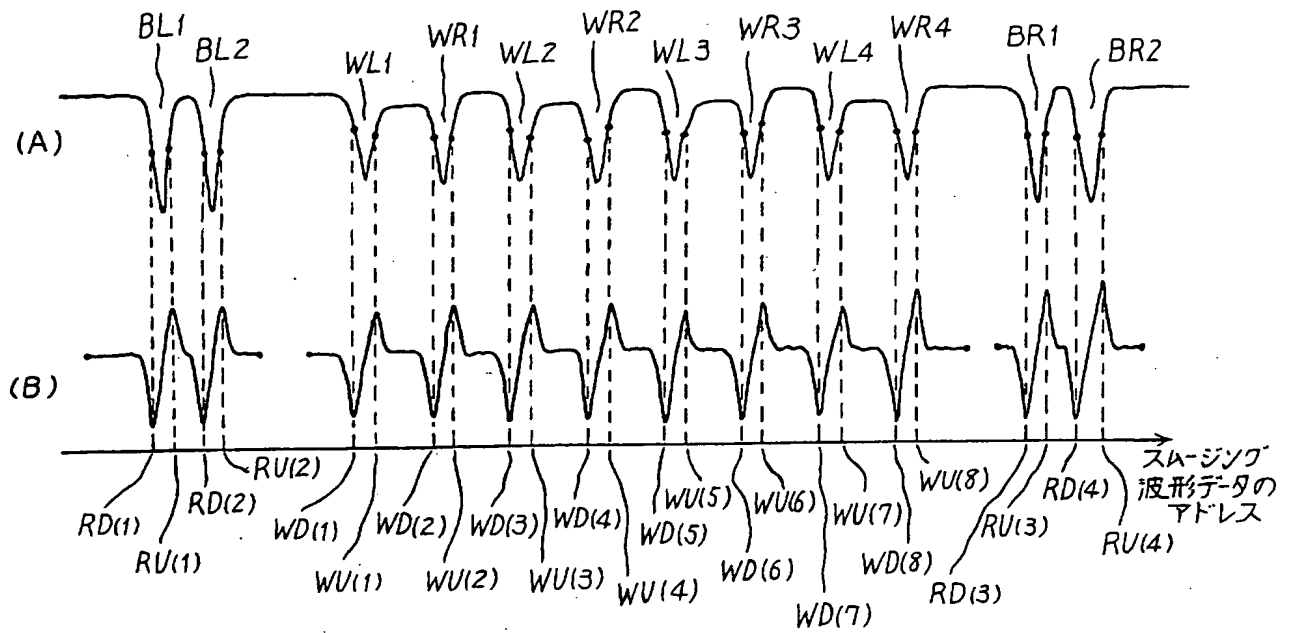 BL1
BL2
WL1
WR1
WL2
WR2
WL3
WR3
WL4
WR4
BR1
BR2
(A)
(B)
スムージング
波形データの
アドレス
RD(1)
RU(1)
RD(2)
RU(2)
WD(1)
WU(1)
WD(2)
WU(2)
WD(3)
WU(3)
WD(4)
WU(4)
WD(5)
WU(5)
WD(6)
WU(6)
WD(7)
WU(7)
WD(8)
WU(8)
RD(3)
RU(3)
RD(4)
RU(4)